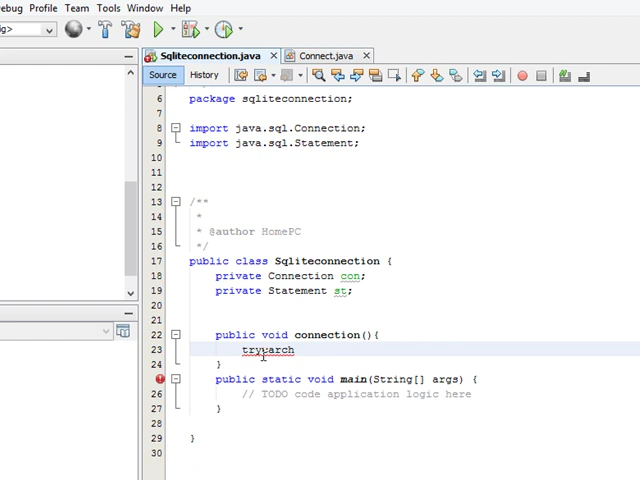 ebug Profile Team Tools Window Help
ig>
Sqliteconnection.java Connect.java
Source History
6 package sqliteconnection;
7
8 import java.sql.Connection;
9 import java.sql.Statement;
10
11
12
13 /**
14 *
15 * @author HomePC
16 */
17 public class Sqliteconnection {
18 private Connection con;
19 private Statement st;
20
21
22 public void connection(){
23 tryvarch
24 }
public static void main(String[] args) {
26 // TODO code application logic here
27 }
28
29 }
30